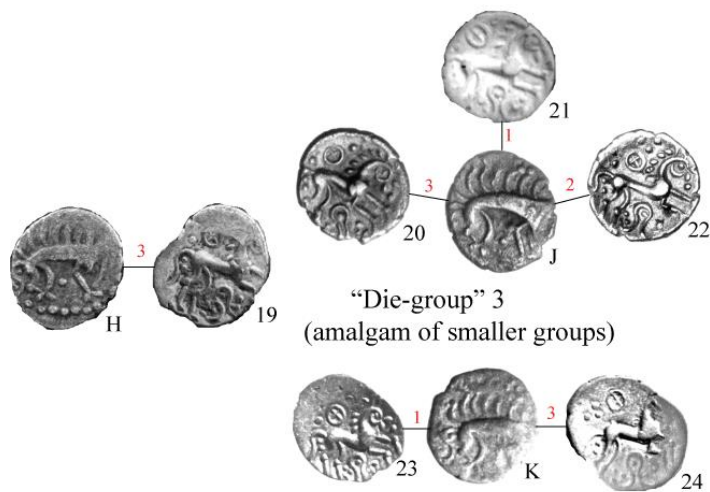 21
1
3
2
20
J
22
3
H
19
“Die-group” 3
(amalgam of smaller groups)
1
3
23
K
24